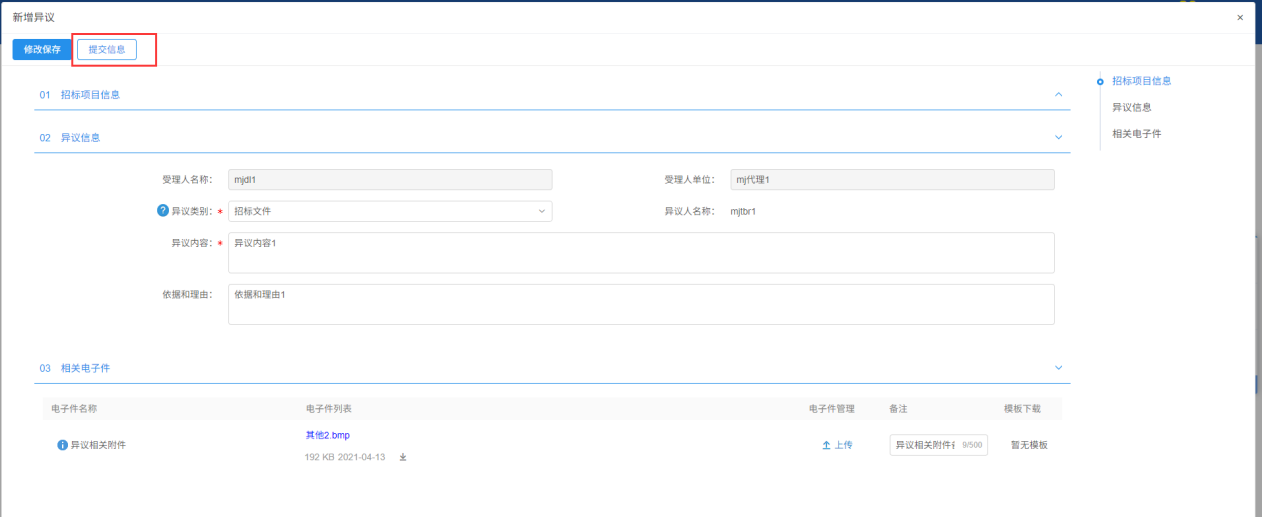 新增异议 ×
修改保存 提交信息
01 招标项目信息
招标项目信息
异议信息
相关电子件
02 异议信息
受理人名称: mjdl1 受理人单位: mj代理1
? 异议类别: * 招标文件 异议人名称: mjtbr1
异议内容: * 异议内容1
依据和理由: 依据和理由1
03 相关电子件
电子件名称 电子件列表 电子件管理 备注 模板下载
异议相关附件 其他2.bmp 上传 异议相关附件 9/500 暂无模板
192 KB 2021-04-13